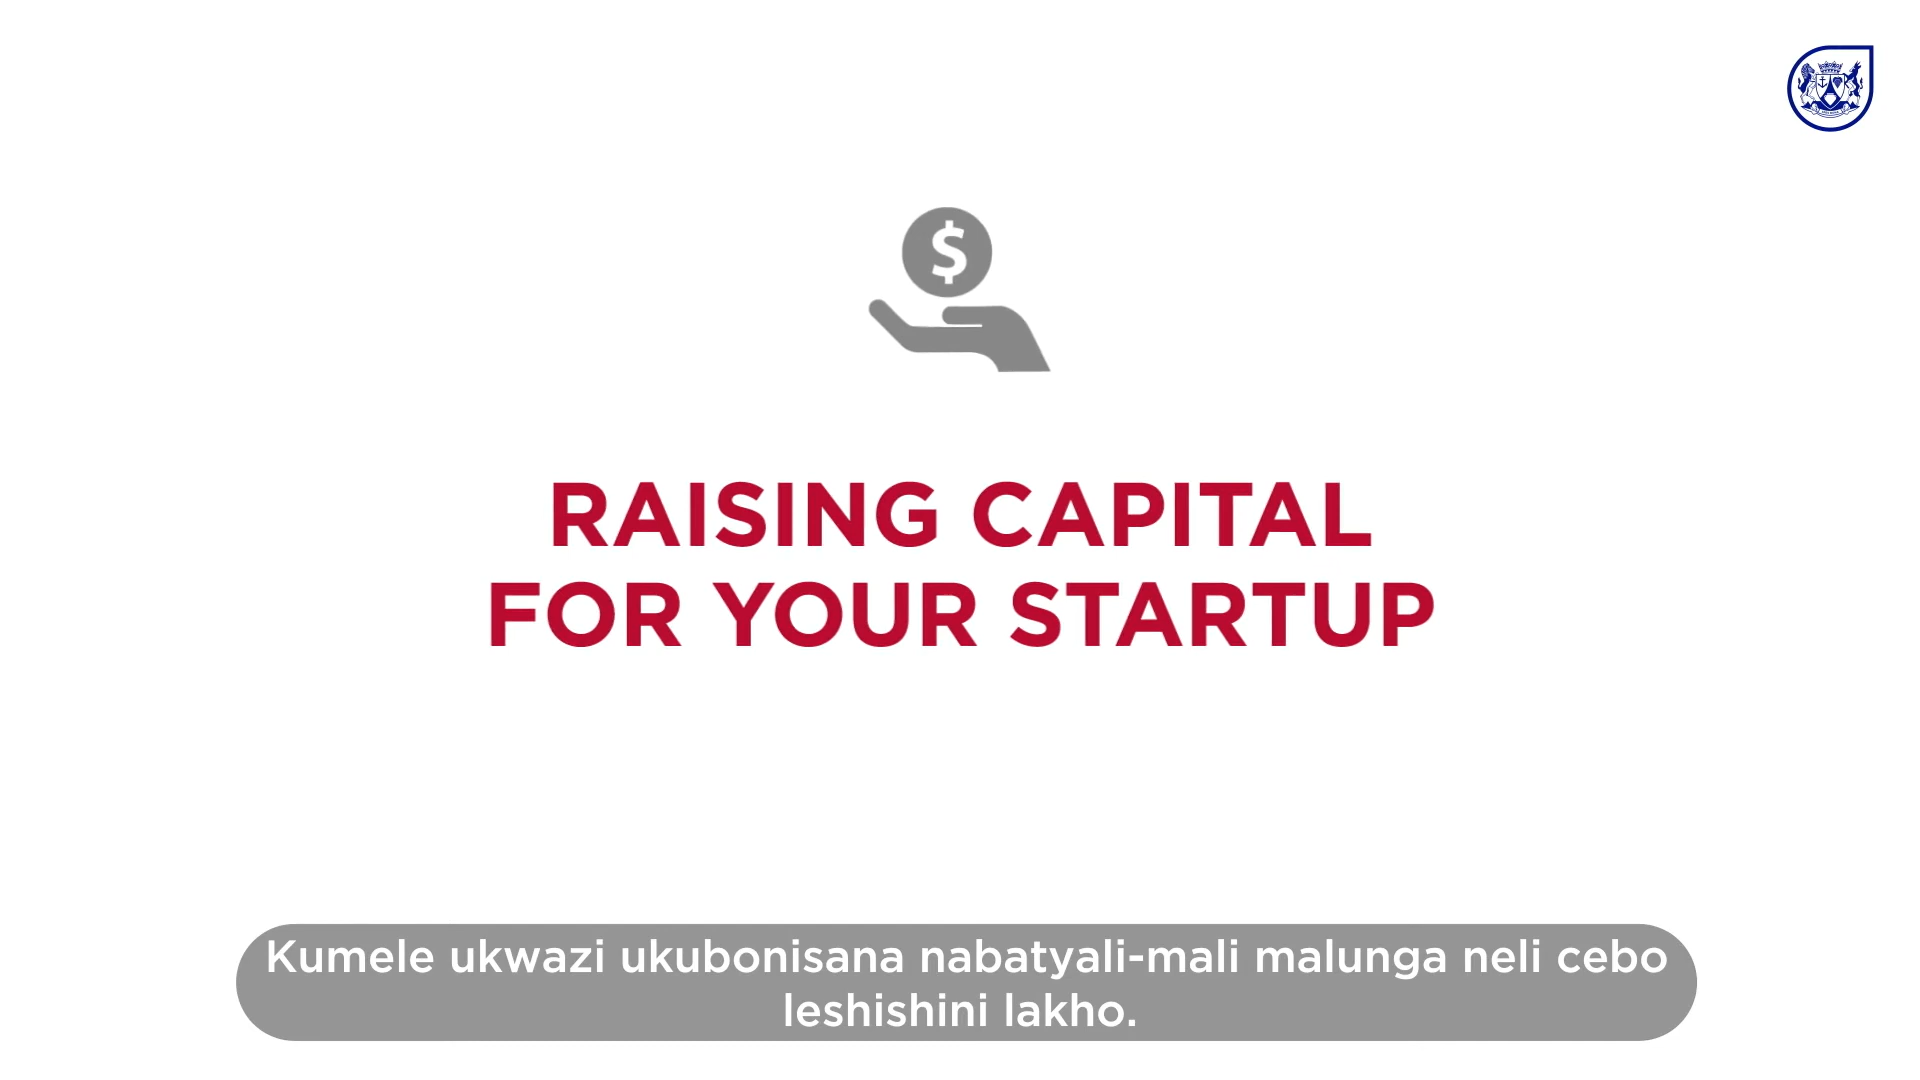 $
RAISING CAPITAL
FOR YOUR STARTUP
Kumele ukwazi ukubonisana nabatyali-mali malunga neli cebo
leshishini lakho.